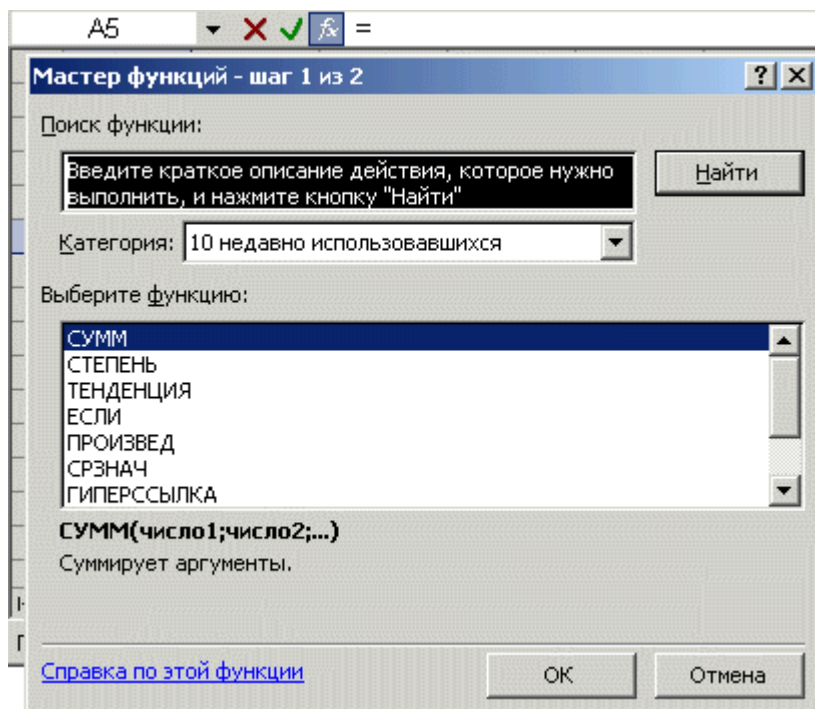 A5 fx =
Мастер функций - шаг 1 из 2
Поиск функции:
Введите краткое описание действия, которое нужно
выполнить, и нажмите кнопку "Найти"
Найти
Категория: 10 недавно использовавшихся
Выберите функцию:
СУММ
СТЕПЕНЬ
ТЕНДЕНЦИЯ
ЕСЛИ
ПРОИЗВЕД
СРЗНАЧ
ГИПЕРССЫЛКА
СУММ(число1;число2;...)
Суммирует аргументы.
Справка по этой функции
ОК
Отмена